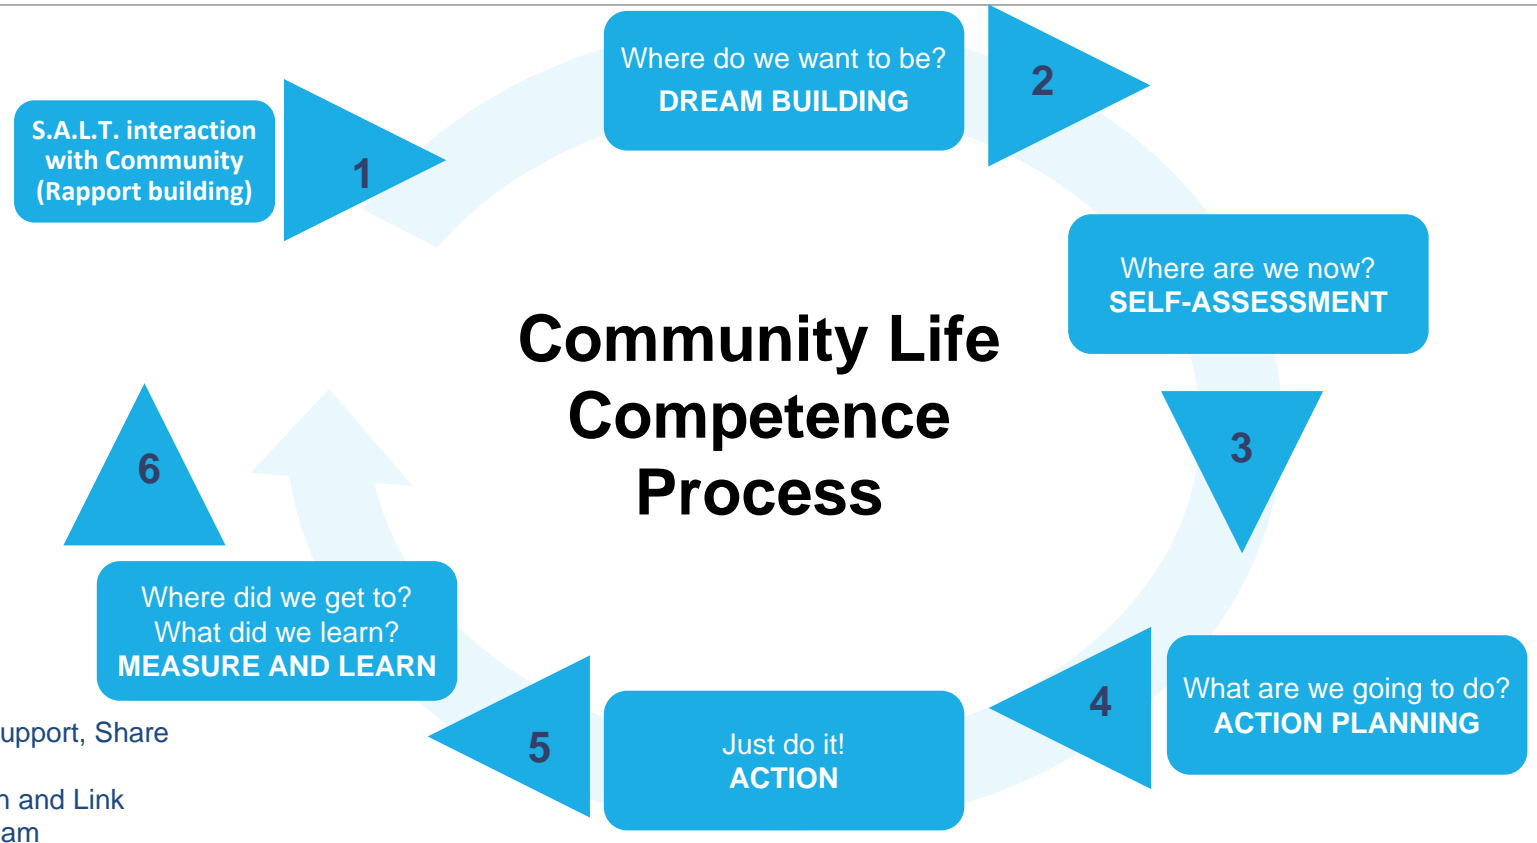 S.A.L.T. interaction
with Community
(Rapport building)
1
Where do we want to be?
DREAM BUILDING
2
Where are we now?
SELF-ASSESSMENT
3
Community Life
Competence
Process
What are we going to do?
ACTION PLANNING
4
Just do it!
ACTION
5
Where did we get to?
What did we learn?
MEASURE AND LEARN
6
upport, Share
n and Link
am